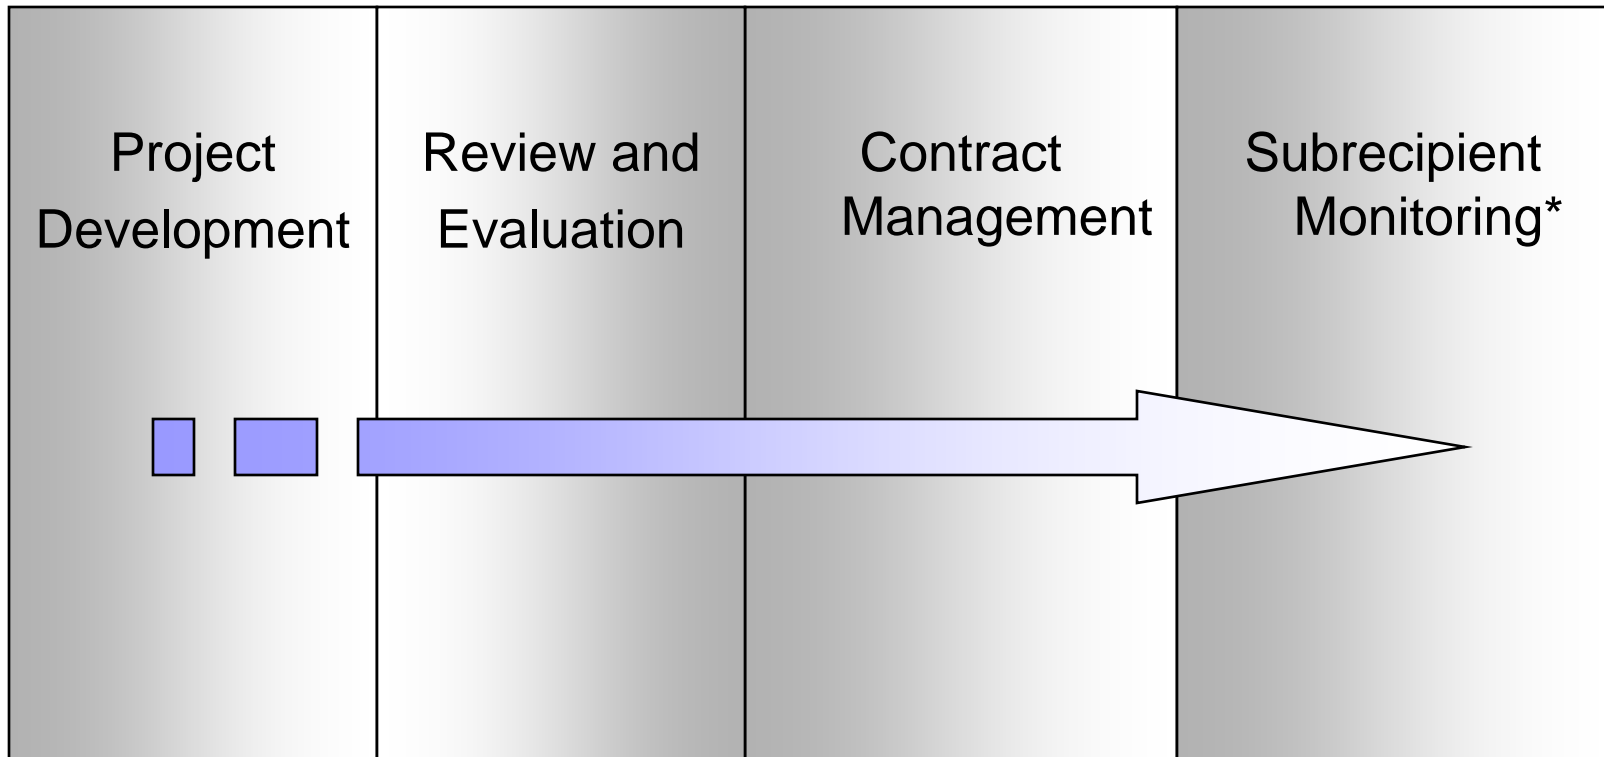 Project
Development
Review and
Evaluation
Contract
Management
Subrecipient
Monitoring*